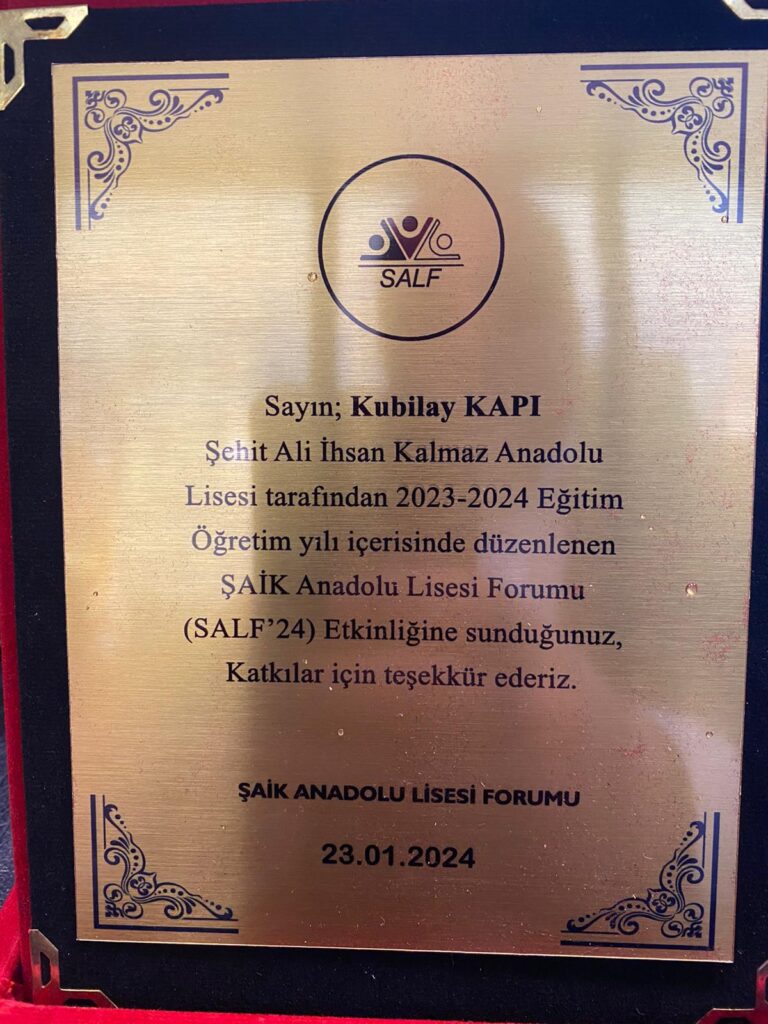 SALF
Sayın; Kubilay KAPI
Şehit Ali İhsan Kalmaz Anadolu
Lisesi tarafından 2023-2024 Eğitim
Öğretim yılı içerisinde düzenlenen
ŞAİK Anadolu Lisesi Forumu
(SALF’24) Etkinliğine sunduğunuz,
Katkılar için teşekkür ederiz.
ŞAİK ANADOLU LİSESİ FORUMU
23.01.2024